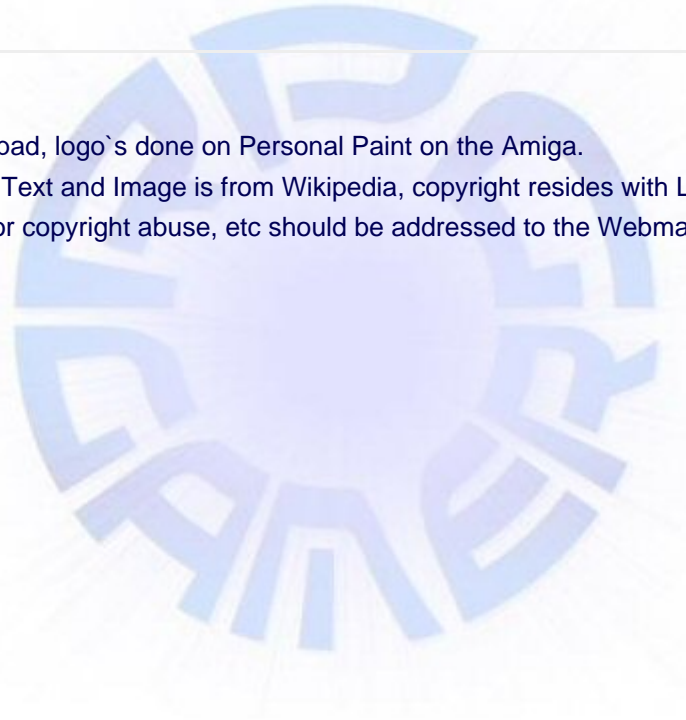 pad, logo`s done on Personal Paint on the Amiga.
Text and Image is from Wikipedia, copyright resides with L
or copyright abuse, etc should be addressed to the Webma